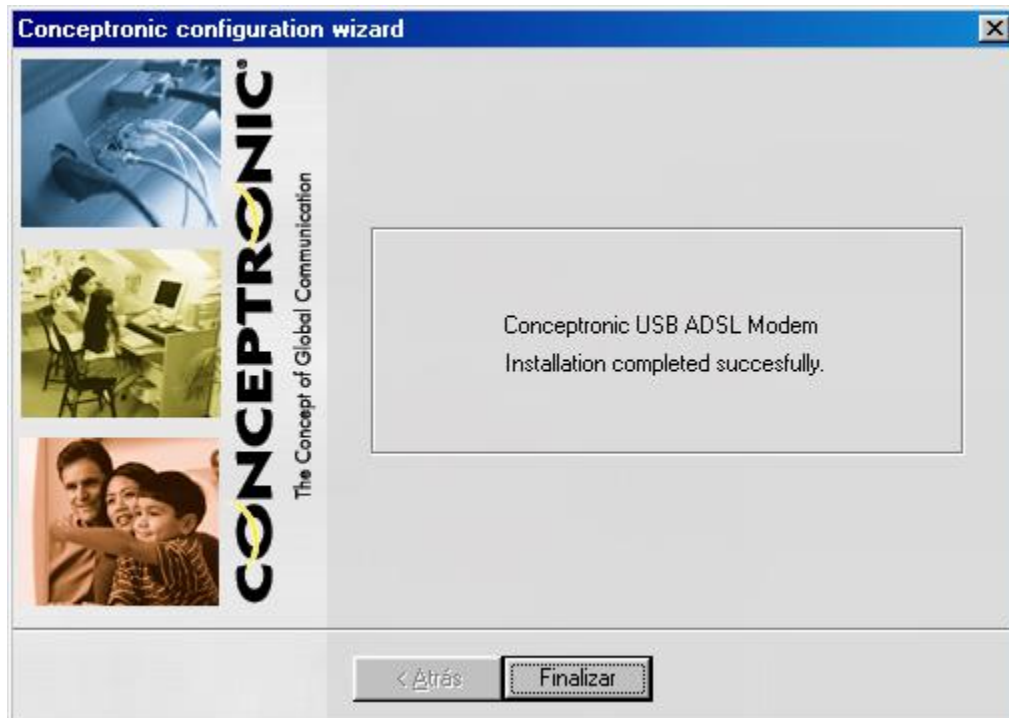 Conceptronic configuration wizard
CONCEPTRONIC®
The Concept of Global Communication
Conceptronic USB ADSL Modem
Installation completed succesfully.
< Atrás
Finalizar